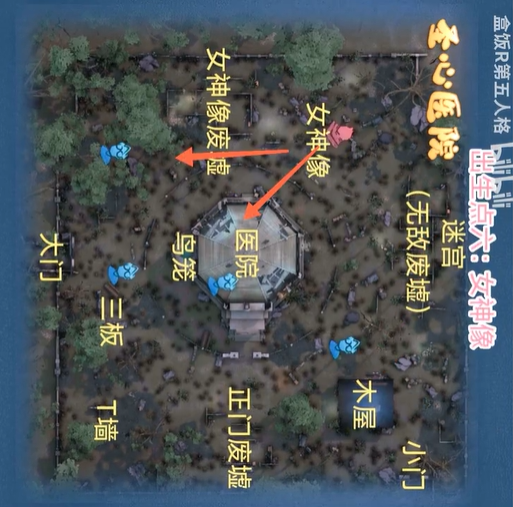 盒饭R第五人格
圣心医院
出生点六：女神像
迷宫
（无敌废墟）
女神像
女神像废墟
医院
鸟笼
大门
三板
木屋
小门
正门废墟
T墙